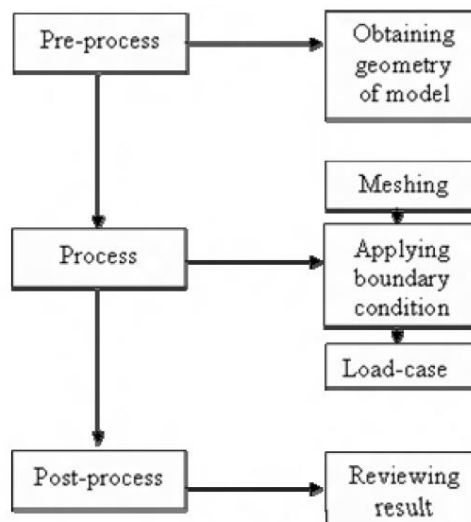 Pre-process
Obtaining
geometry
of model
Meshing
Process
Applying
boundary
condition
Load-case
Post-process
Reviewing
result